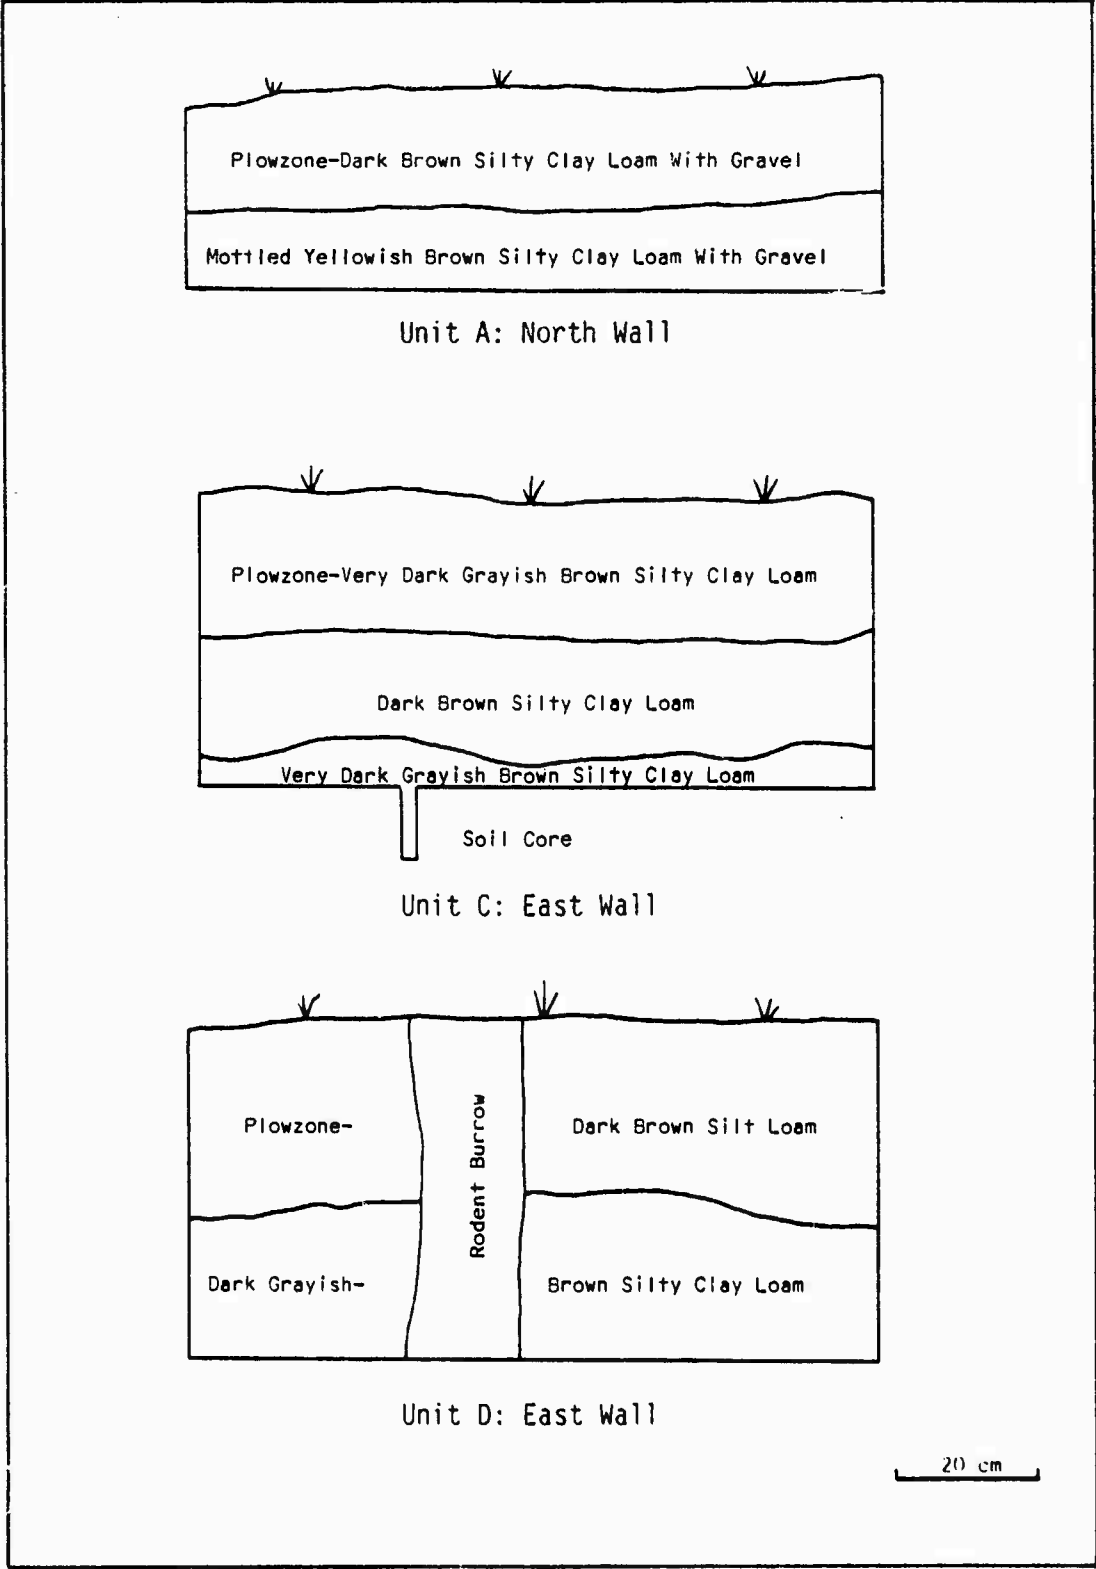 Plowzone-Dark Brown Silty Clay Loam With Gravel
Mottled Yellowish Brown Silty Clay Loam With Gravel
Unit A: North Wall
Plowzone-Very Dark Grayish Brown Silty Clay Loam
Dark Brown Silty Clay Loam
Very Dark Grayish Brown Silty Clay Loam
Soil Core
Unit C: East Wall
Plowzone-
Rodent Burrow
Dark Brown Silt Loam
Dark Grayish-
Brown Silty Clay Loam
Unit D: East Wall
20 cm